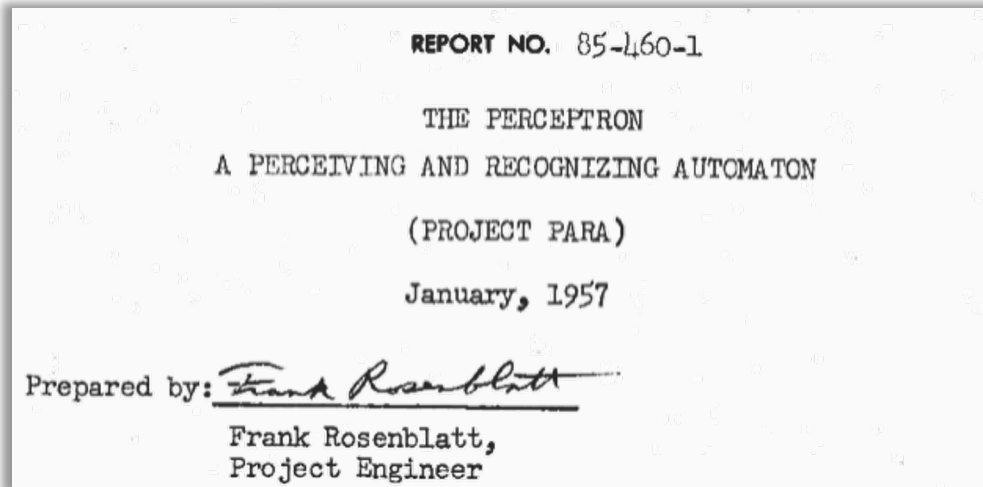 REPORT NO. 85-460-1
THE PERCEPTRON
A PERCEIVING AND RECOGNIZING AUTOMATON
(PROJECT PARA)
January, 1957
Prepared by: Frank Rosenblatt
Frank Rosenblatt,
Project Engineer